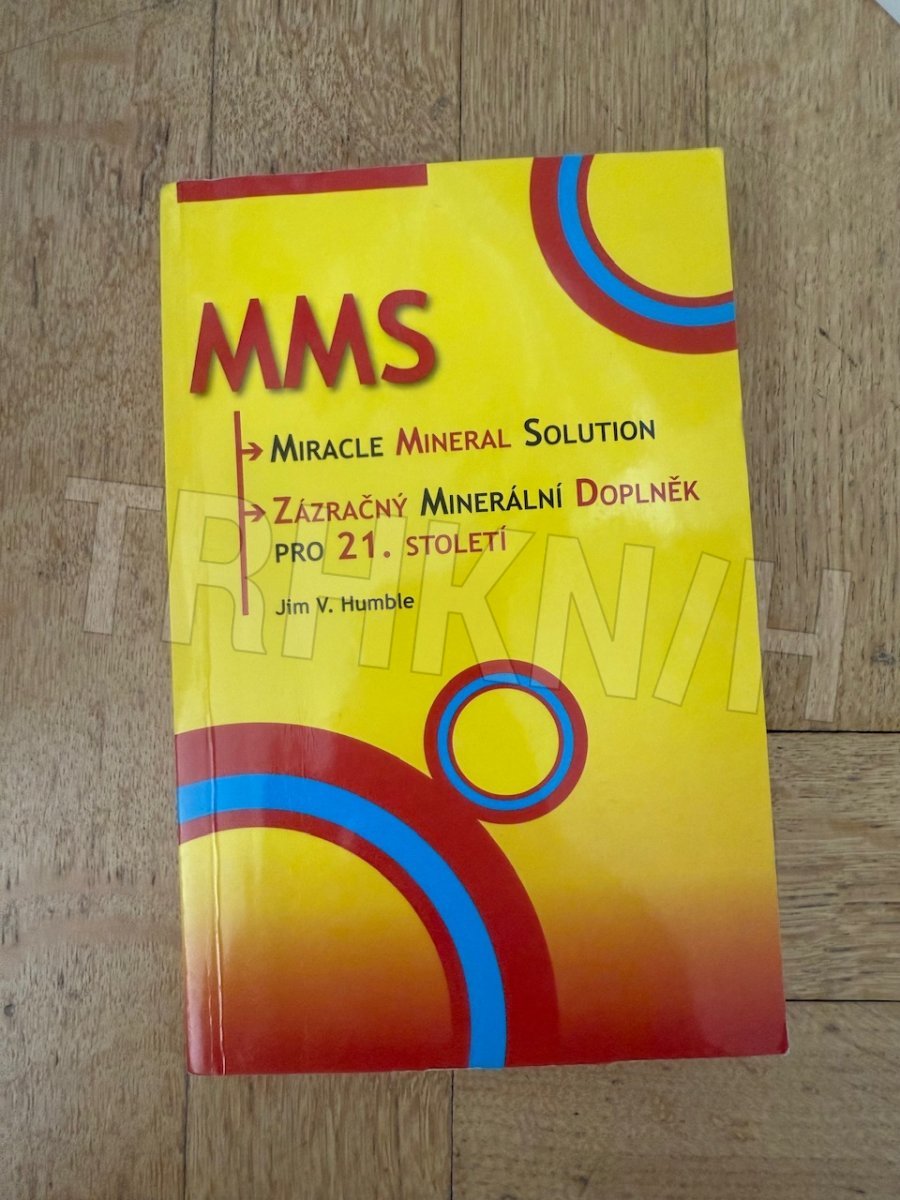 MMS
MIRACLE MINERAL SOLUTION
ZÁZRAČNÝ MINERÁLNÍ DOPLNĚK
PRO 21. STOLETÍ
Jim V. Humble
TRHKNIH